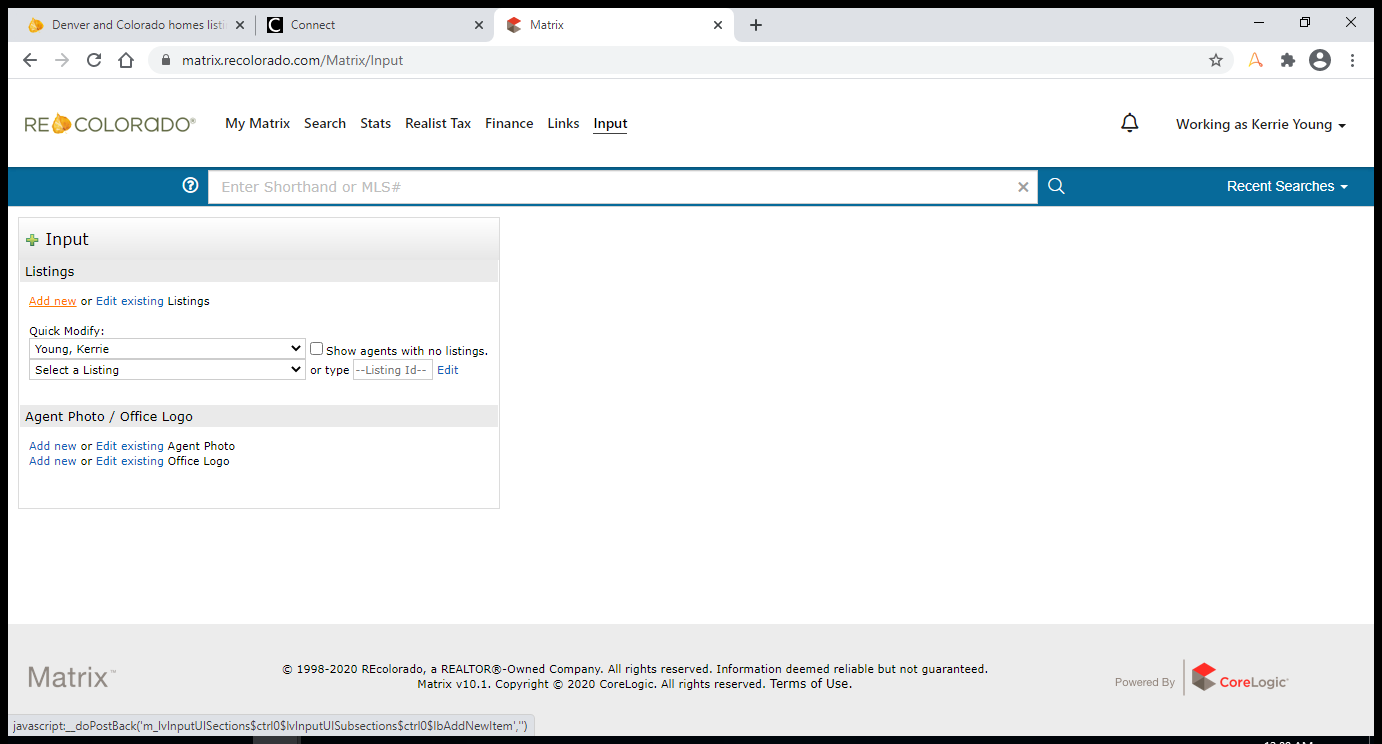 Denver and Colorado homes listi
Connect
Matrix
matrix.recolorado.com/Matrix/Input
RECOLORADO®
My Matrix Search Stats Realist Tax Finance Links Input
Working as Kerrie Young
Enter Shorthand or MLS#
Recent Searches
Input
Listings
Add new or Edit existing Listings
Quick Modify:
Young, Kerrie
Show agents with no listings.
Select a Listing
or type --Listing Id-- Edit
Agent Photo / Office Logo
Add new or Edit existing Agent Photo
Add new or Edit existing Office Logo
Matrix™
© 1998-2020 REcolorado, a REALTOR®-Owned Company. All rights reserved. Information deemed reliable but not guaranteed.
Matrix v10.1. Copyright © 2020 CoreLogic. All rights reserved. Terms of Use.
Powered By CoreLogic®
javascript:__doPostBack('m_lvInputUISections$ctrl0$lvInputUISubsections$ctrl0$lbAddNewItem','')